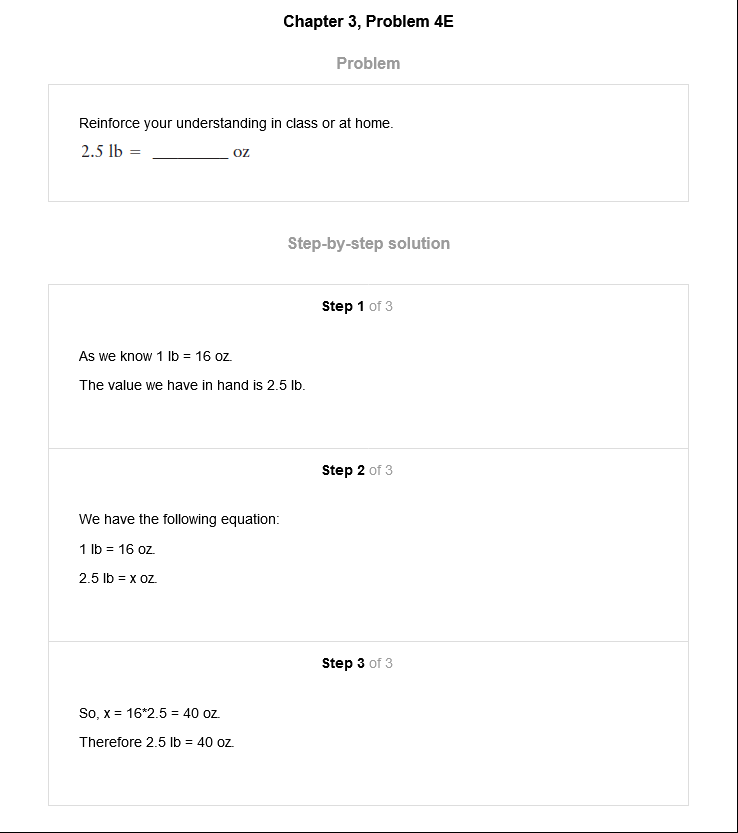 Chapter 3, Problem 4E
Problem
Reinforce your understanding in class or at home.
2.5 lb = ________ oz
Step-by-step solution
Step 1 of 3
As we know 1 lb = 16 oz.
The value we have in hand is 2.5 lb.
Step 2 of 3
We have the following equation:
1 lb = 16 oz.
2.5 lb = x oz.
Step 3 of 3
So, x = 16*2.5 = 40 oz.
Therefore 2.5 lb = 40 oz.